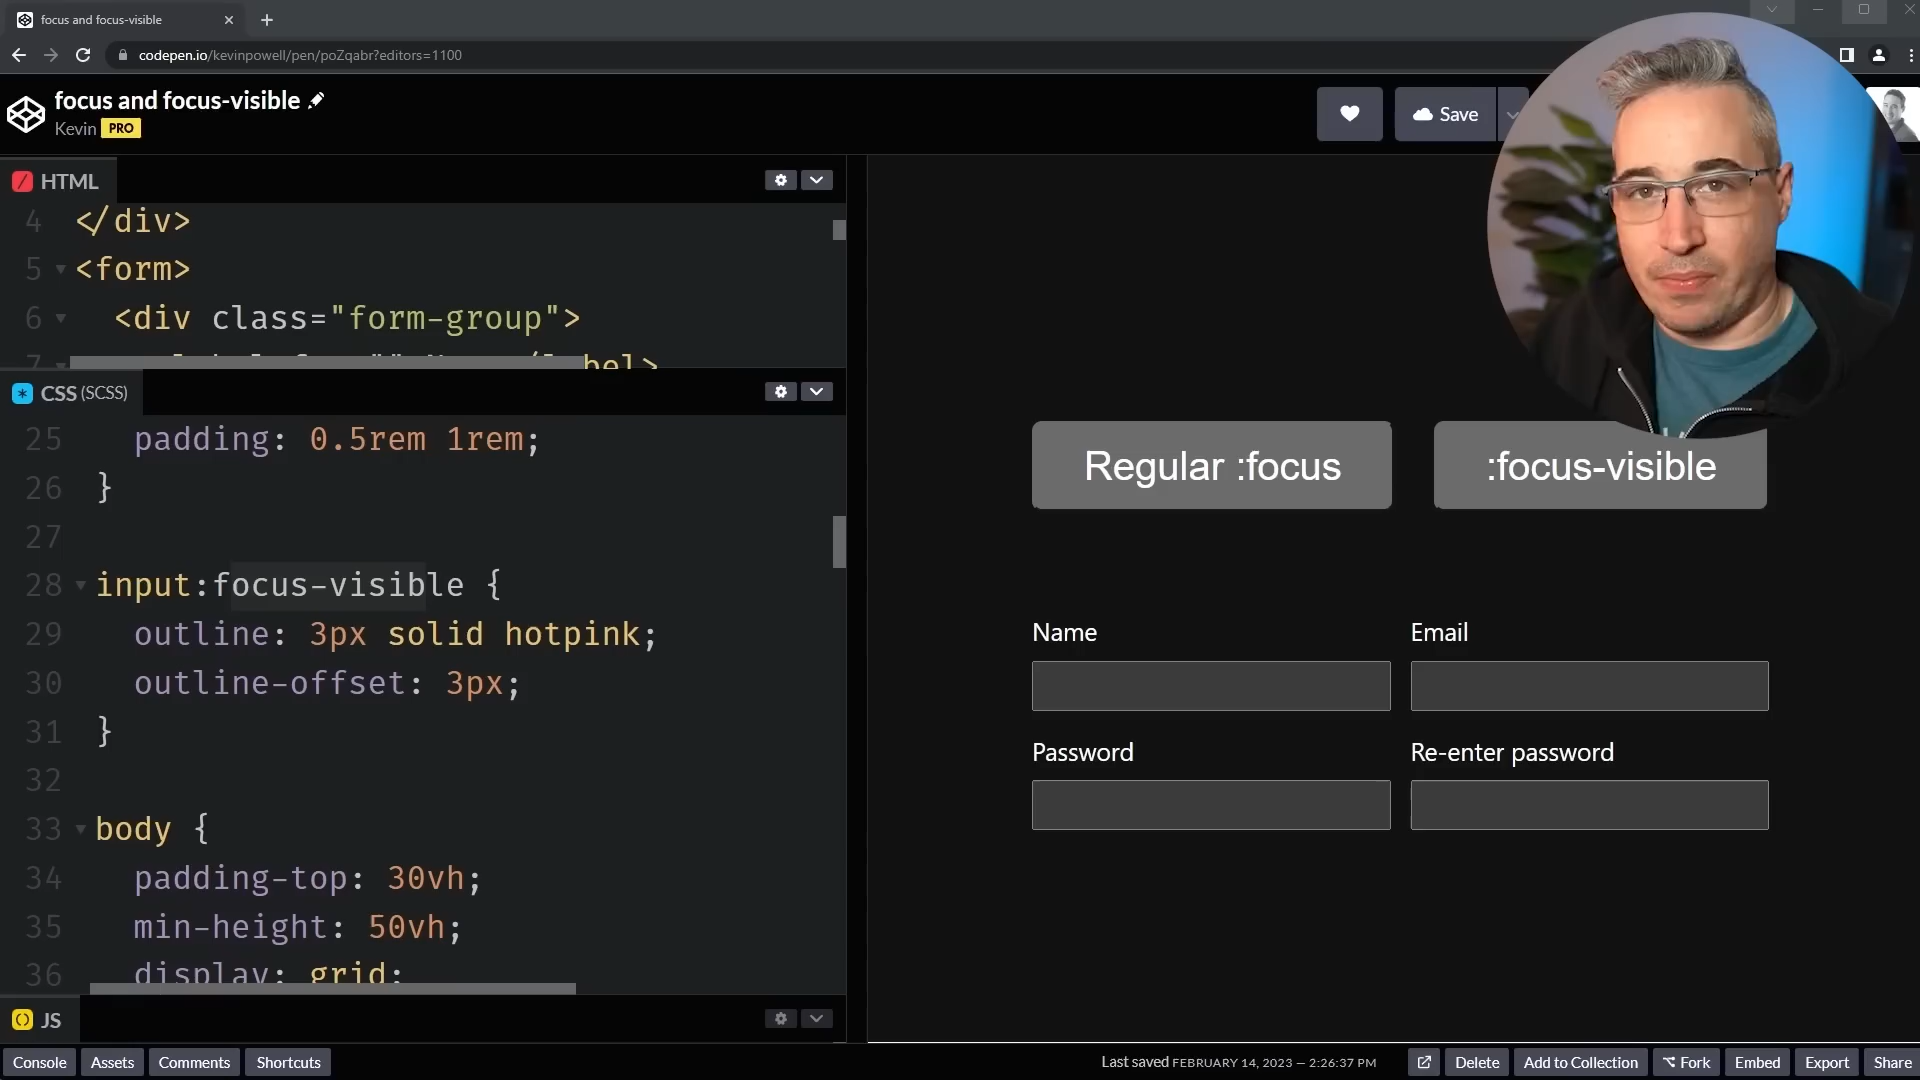 focus and focus-visible
codepen.io/kevinpowell/pen/poZqabr?editors=1100
focus and focus-visible
Kevin PRO
Save
HTML
4 </div>
5 <form>
6 <div class="form-group">
7
CSS (SCSS)
25 padding: 0.5rem 1rem;
26 }
27
28 input:focus-visible {
29 outline: 3px solid hotpink;
30 outline-offset: 3px;
31 }
32
33 body {
34 padding-top: 30vh;
35 min-height: 50vh;
36 display: grid;
JS
Regular :focus
:focus-visible
Name
Email
Password
Re-enter password
Console
Assets
Comments
Shortcuts
Last saved FEBRUARY 14, 2023 — 2:26:37 PM
Delete
Add to Collection
Fork
Embed
Export
Share